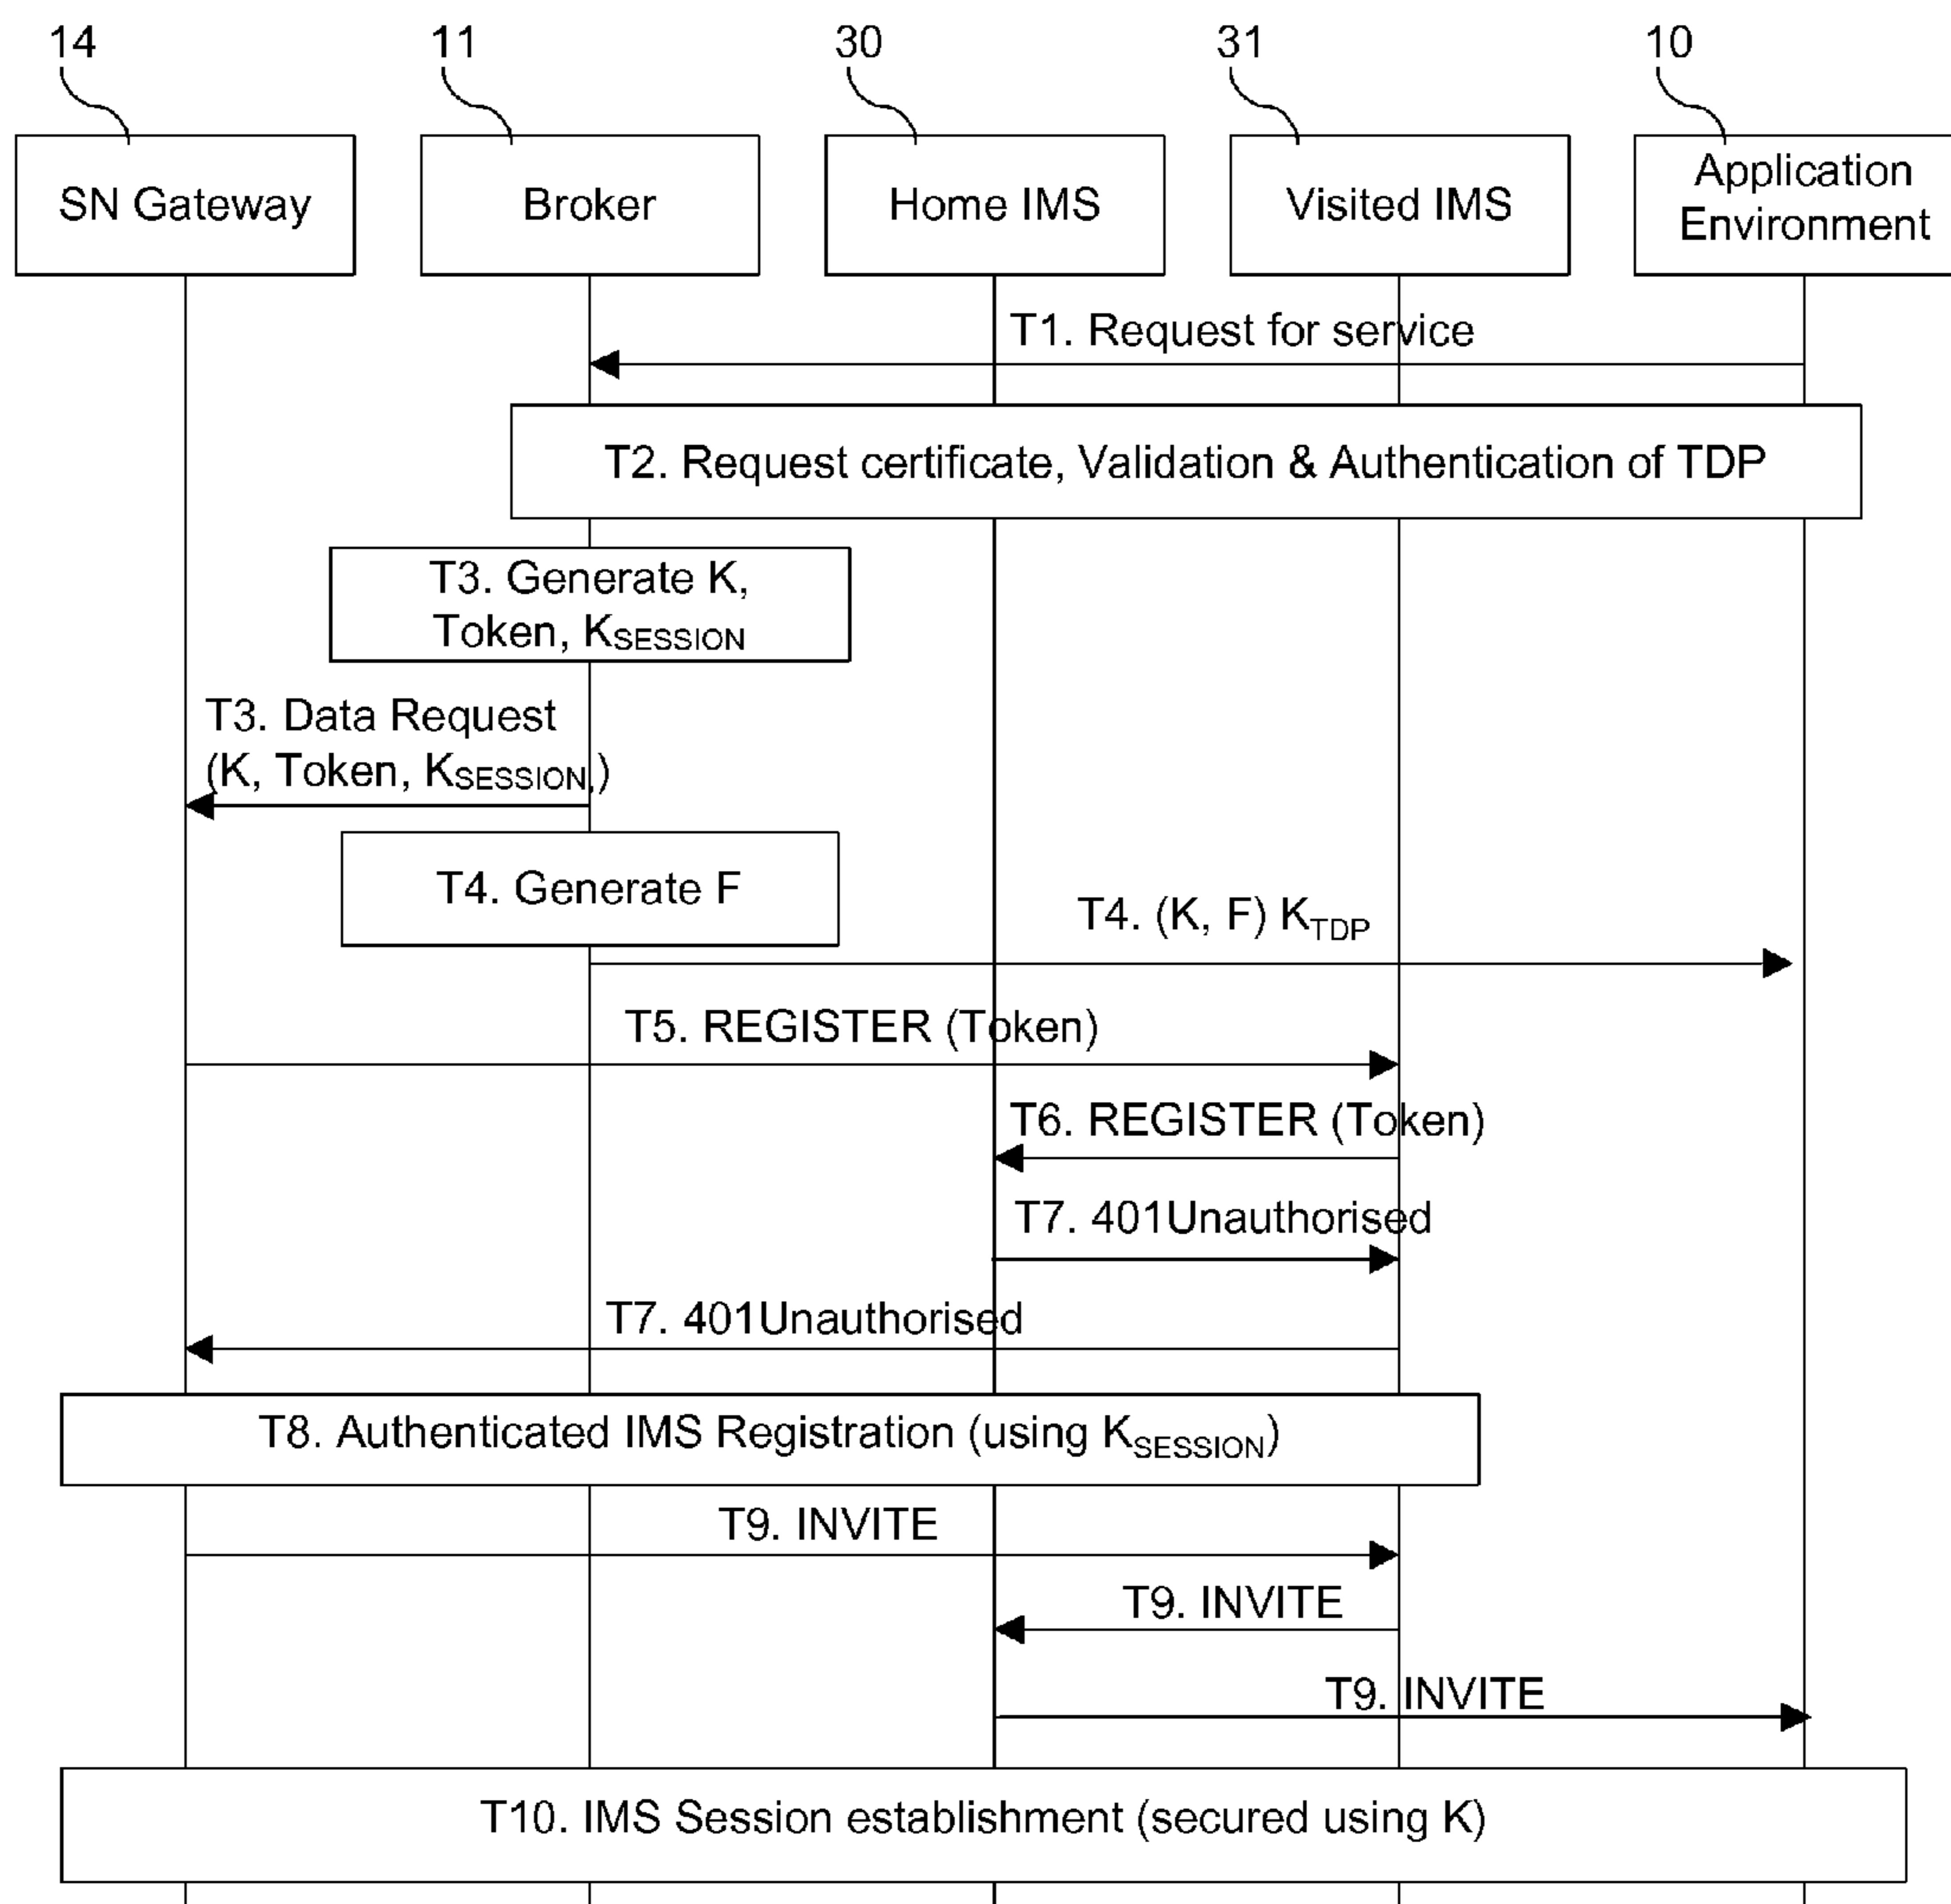 14
11
30
31
10
SN Gateway
Broker
Home IMS
Visited IMS
Application
Environment
T1. Request for service
T2. Request certificate, Validation & Authentication of TDP
T3. Generate K,
Token, KSESSION
T3. Data Request
(K, Token, KSESSION,)
T4. Generate F
T4. (K, F) KTDP
T5. REGISTER (Token)
T6. REGISTER (Token)
T7. 401Unauthorised
T7. 401Unauthorised
T8. Authenticated IMS Registration (using KSESSION)
T9. INVITE
T9. INVITE
T9. INVITE
T10. IMS Session establishment (secured using K)